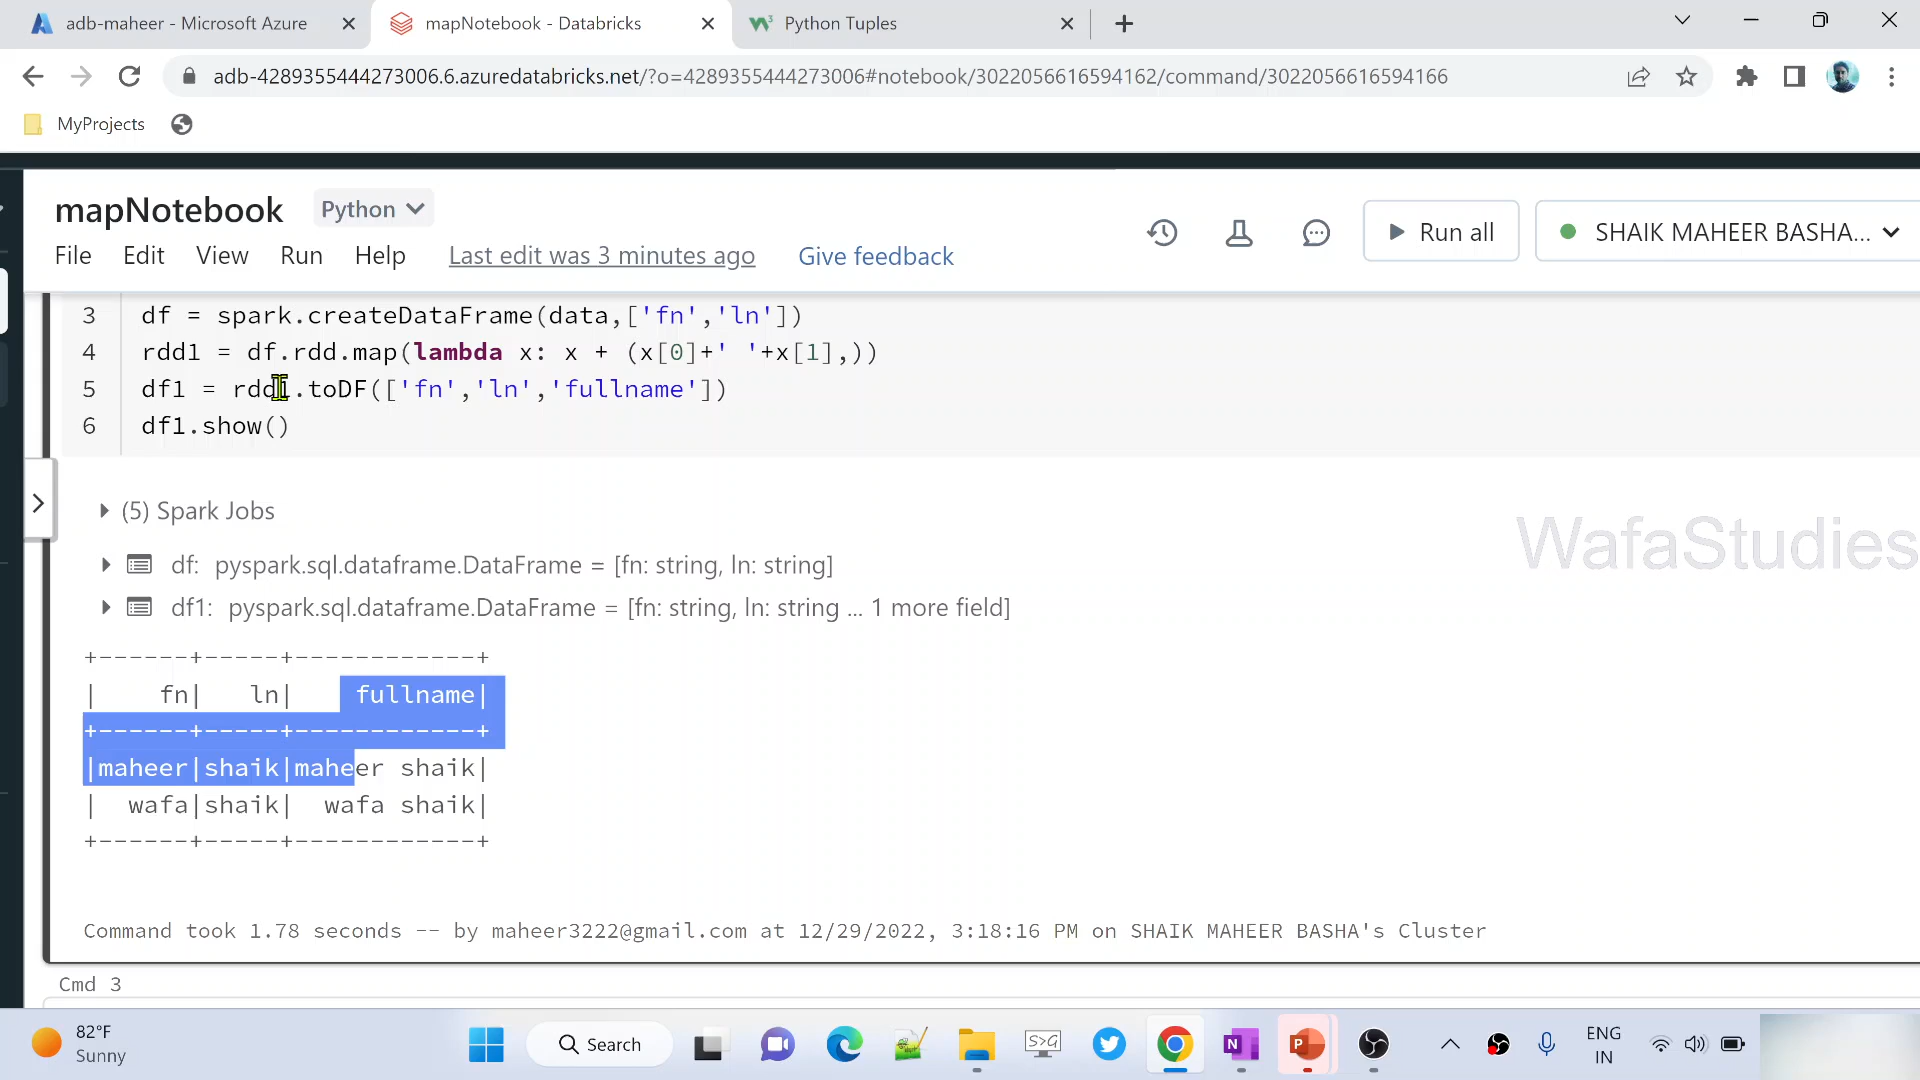 adb-maheer - Microsoft Azure
mapNotebook - Databricks
Python Tuples
adb-4289355444273006.6.azuredatabricks.net/?o=4289355444273006#notebook/3022056616594162/command/3022056616594166
MyProjects
mapNotebook
Python
File Edit View Run Help Last edit was 3 minutes ago Give feedback
Run all
SHAIK MAHEER BASHA...
3 df = spark.createDataFrame(data,['fn','ln'])
4 rdd1 = df.rdd.map(lambda x: x + (x[0]+' '+x[1],))
5 df1 = rdd1.toDF(['fn','ln','fullname'])
6 df1.show()
(5) Spark Jobs
df: pyspark.sql.dataframe.DataFrame = [fn: string, ln: string]
df1: pyspark.sql.dataframe.DataFrame = [fn: string, ln: string ... 1 more field]
WafaStudies
+------+-----+------------+
|    fn|   ln|    fullname|
+------+-----+------------+
|maheer|shaik|maheer shaik|
|  wafa|shaik|  wafa shaik|
+------+-----+------------+
Command took 1.78 seconds -- by maheer3222@gmail.com at 12/29/2022, 3:18:16 PM on SHAIK MAHEER BASHA's Cluster
Cmd 3
82°F
Sunny
Search
S>G
ENG
IN